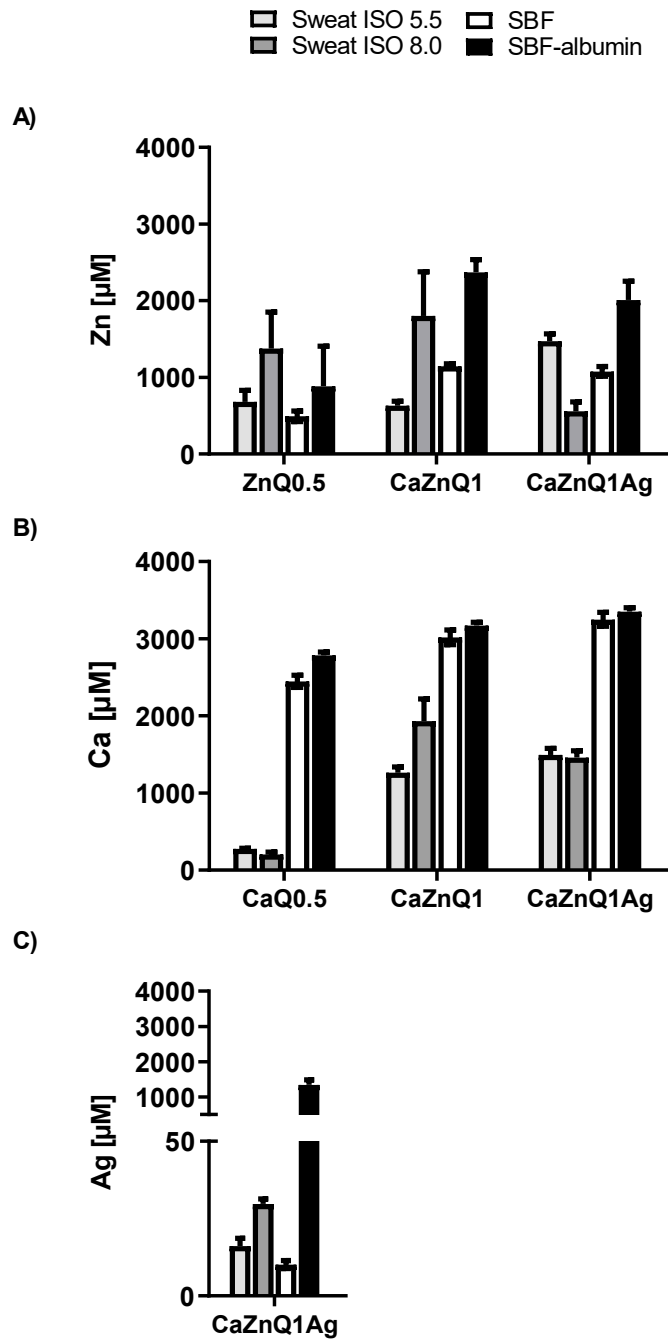 Sweat ISO 5.5 SBF
Sweat ISO 8.0 SBF-albumin
A)
Zn [µM]
4000
3000
2000
1000
0
ZnQ0.5 CaZnQ1 CaZnQ1Ag
B)
Ca [µM]
4000
3000
2000
1000
0
CaQ0.5 CaZnQ1 CaZnQ1Ag
C)
Ag [µM]
4000
3000
2000
1000
50
0
CaZnQ1Ag